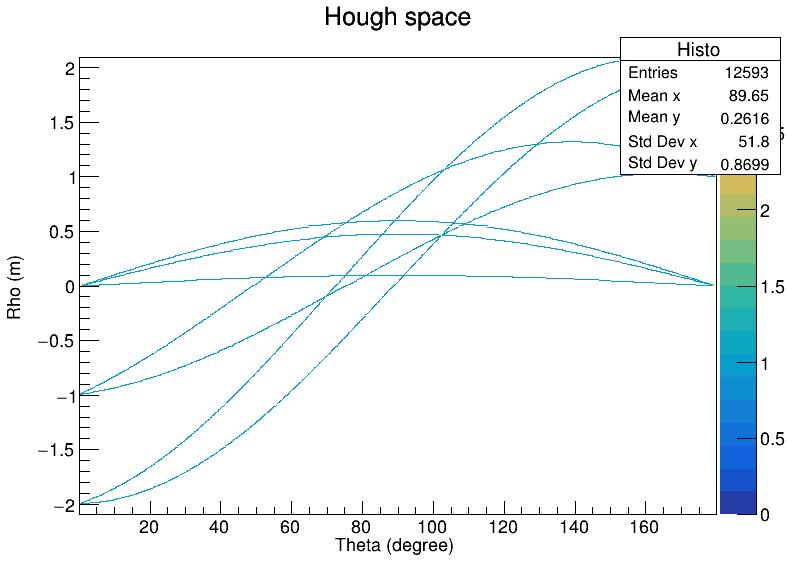 Hough space
Histo
Entries 12593
Mean x 89.65
Mean y 0.2616
Std Dev x 51.8
Std Dev y 0.8699
Rho (m)
2
1.5
1
0.5
0
−0.5
−1
−1.5
−2
20 40 60 80 100 120 140 160
Theta (degree)
5
2
1.5
1
0.5
0